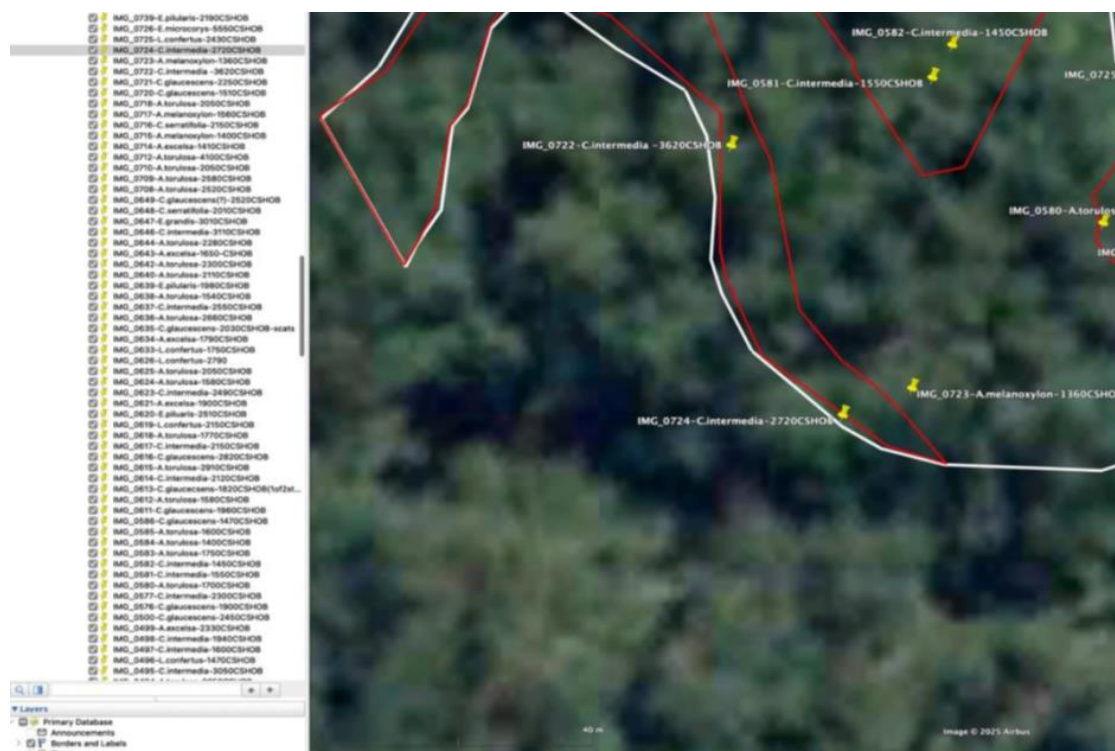 IMG_0739-E.pilularis-2190CSHOB
IMG_0726-E.microcorys-5550CSHOB
IMG_0725-L.confertus-2430CSHOB
IMG_0724-C.intermedia-2720CSHOB
IMG_0723-A.melanoxylon-1360CSHOB
IMG_0722-C.intermedia -3620CSHOB
IMG_0721-C.glaucescens-2250CSHOB
IMG_0720-C.glaucescens-1510CSHOB
IMG_0718-A.torulosa-2050CSHOB
IMG_0717-A.melanoxylon-1560CSHOB
IMG_0716-C.serratifolia-2150CSHOB
IMG_0715-A.melanoxylon-1400CSHOB
IMG_0714-A.excelsa-1410CSHOB
IMG_0712-A.torulosa-4100CSHOB
IMG_0710-A.torulosa-2050CSHOB
IMG_0709-A.torulosa-2580CSHOB
IMG_0708-A.torulosa-2520CSHOB
IMG_0649-C.glaucescens(?)-2520CSHOB
IMG_0648-C.serratifolia-2010CSHOB
IMG_0647-E.grandis-3010CSHOB
IMG_0646-C.intermedia-3110CSHOB
IMG_0644-A.torulosa-2280CSHOB
IMG_0643-A.excelsa-1650-CSHOB
IMG_0642-A.torulosa-2300CSHOB
IMG_0640-A.torulosa-2110CSHOB
IMG_0639-E.pilularis-1980CSHOB
IMG_0638-A.torulosa-1540CSHOB
IMG_0637-C.intermedia-2550CSHOB
IMG_0636-A.torulosa-2660CSHOB
IMG_0635-C.glaucescens-2030CSHOB-scats
IMG_0634-A.excelsa-1790CSHOB
IMG_0633-L.confertus-1750CSHOB
IMG_0626-L.confertus-2790
IMG_0625-A.torulosa-2050CSHOB
IMG_0624-A.torulosa-1580CSHOB
IMG_0623-C.intermedia-2490CSHOB
IMG_0621-A.excelsa-1900CSHOB
IMG_0620-E.piluaris-2510CSHOB
IMG_0619-L.confertus-2150CSHOB
IMG_0618-A.torulosa-1770CSHOB
IMG_0617-C.intermedia-2150CSHOB
IMG_0616-C.glaucescens-2820CSHOB
IMG_0615-A.torulosa-2910CSHOB
IMG_0614-C.intermedia-2120CSHOB
IMG_0613-C.glaucecsens-1820CSHOB(1of2st...
IMG_0612-A.torulosa-1580CSHOB
IMG_0611-C.glaucescens-1960CSHOB
IMG_0586-C.glaucescens-1470CSHOB
IMG_0585-A.torulosa-1600CSHOB
IMG_0584-A.torulosa-1400CSHOB
IMG_0583-A.torulosa-1750CSHOB
IMG_0582-C.intermedia-1450CSHOB
IMG_0581-C.intermedia-1550CSHOB
IMG_0580-A.torulosa-1700CSHOB
IMG_0577-C.intermedia-2300CSHOB
IMG_0576-C.glaucescens-1900CSHOB
IMG_0500-C.glaucescens-2450CSHOB
IMG_0499-A.excelsa-2330CSHOB
IMG_0498-C.intermedia-1940CSHOB
IMG_0497-C.intermedia-1600CSHOB
IMG_0496-L.confertus-1470CSHOB
IMG_0495-C.intermedia-3050CSHOB
Layers
Primary Database
Announcements
Borders and Labels
IMG_0582-C.intermedia-1450CSHOB
IMG_0725
IMG_0581-C.intermedia-1550CSHOB
IMG_0722-C.intermedia -3620CSHOB
IMG_0580-A.torulos
IMG
IMG_0723-A.melanoxylon-1360CSHO
IMG_0724-C.intermedia-2720CSHOB
40 m
Image © 2025 Airbus